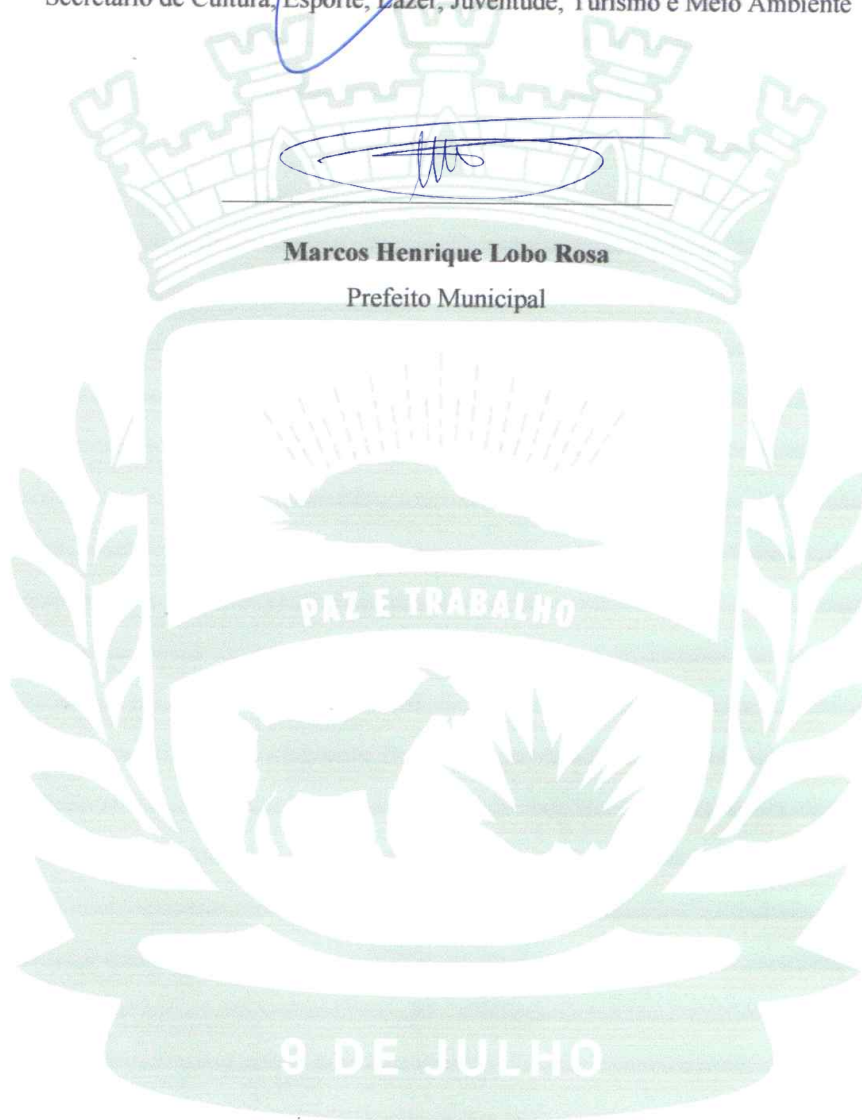 Secretário de Cultura, Esporte, Lazer, Juventude, Turismo e Meio Ambiente
Marcos Henrique Lobo Rosa
Prefeito Municipal
PAZ E TRABALHO
9 DE JULHO